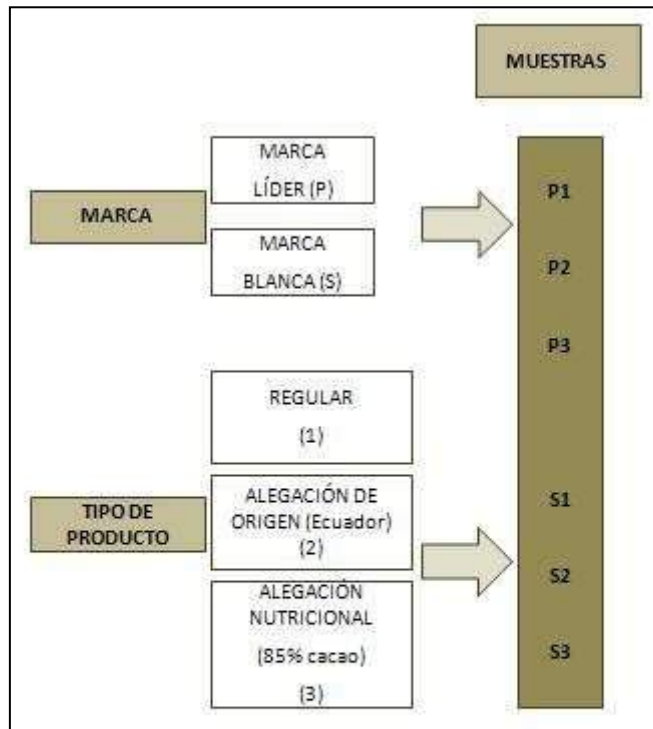 MUESTRAS
MARCA
MARCA
LÍDER (P)
MARCA
BLANCA (S)
P1
P2
P3
TIPO DE
PRODUCTO
REGULAR
(1)
ALEGACIÓN DE
ORIGEN (Ecuador)
(2)
ALEGACIÓN
NUTRICIONAL
(85% cacao)
(3)
S1
S2
S3